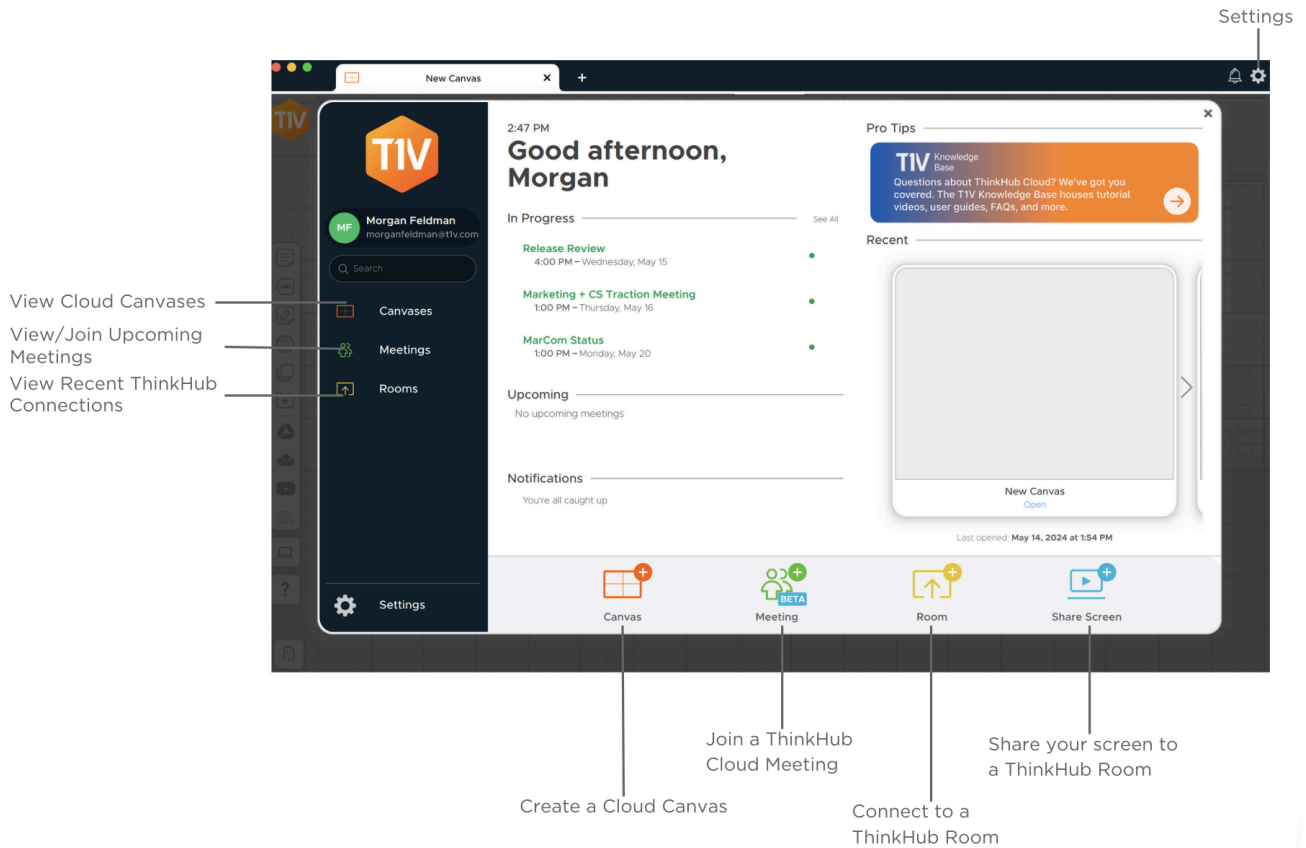 Settings
New Canvas
T1V
T1V
Morgan Feldman
morganfeldman@t1v.com
MF
Search
Canvases
Meetings
Rooms
Settings
View Cloud Canvases
View/Join Upcoming
Meetings
View Recent ThinkHub
Connections
2:47 PM
Good afternoon,
Morgan
In Progress
See All
Release Review
4:00 PM – Wednesday, May 15
Marketing + CS Traction Meeting
1:00 PM – Thursday, May 16
MarCom Status
1:00 PM – Monday, May 20
Upcoming
No upcoming meetings
Notifications
You're all caught up
Pro Tips
T1V Knowledge
Base
Questions about ThinkHub Cloud? We've got you
covered. The T1V Knowledge Base houses tutorial
videos, user guides, FAQs, and more.
Recent
New Canvas
Open
Last opened: May 14, 2024 at 1:54 PM
Canvas
BETA
Meeting
Room
Share Screen
Join a ThinkHub
Cloud Meeting
Share your screen to
a ThinkHub Room
Create a Cloud Canvas
Connect to a
ThinkHub Room